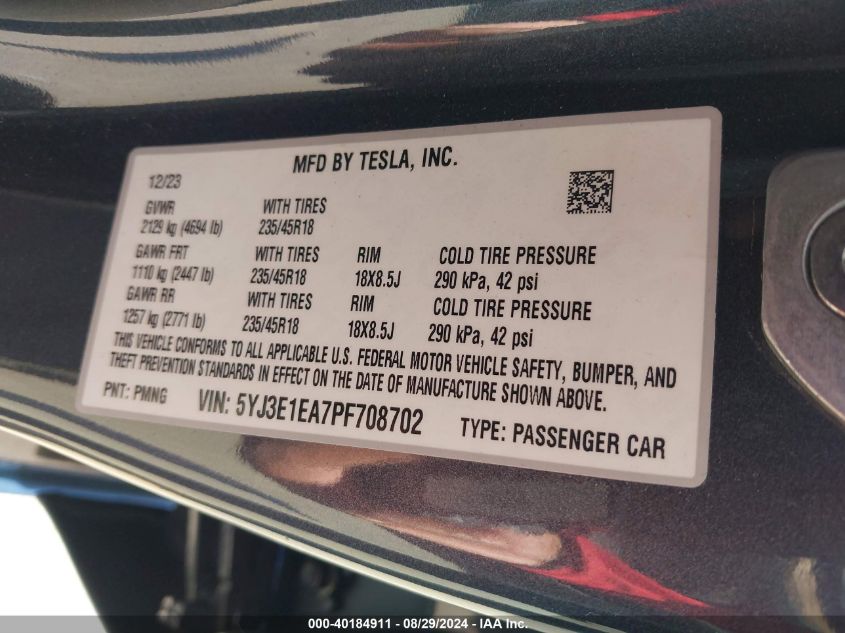 MFD BY TESLA, INC.
12/23
GVWR WITH TIRES
2129 kg (4694 lb) 235/45R18
GAWR FRT WITH TIRES RIM COLD TIRE PRESSURE
1110 kg (2447 lb) 235/45R18 18X8.5J 290 kPa, 42 psi
GAWR RR WITH TIRES RIM COLD TIRE PRESSURE
1257 kg (2771 lb) 235/45R18 18X8.5J 290 kPa, 42 psi
THIS VEHICLE CONFORMS TO ALL APPLICABLE U.S. FEDERAL MOTOR VEHICLE SAFETY, BUMPER, AND
THEFT PREVENTION STANDARDS IN EFFECT ON THE DATE OF MANUFACTURE SHOWN ABOVE.
PNT: PMNG VIN: 5YJ3E1EA7PF708702 TYPE: PASSENGER CAR
000-40184911 - 08/29/2024 - IAA Inc.